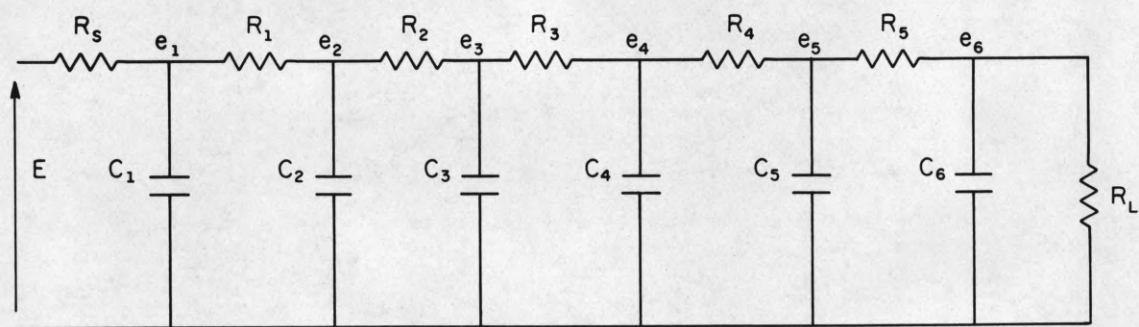 R_S e_1 R_1 e_2 R_2 e_3 R_3 e_4 R_4 e_5 R_5 e_6
E C_1 C_2 C_3 C_4 C_5 C_6 R_L